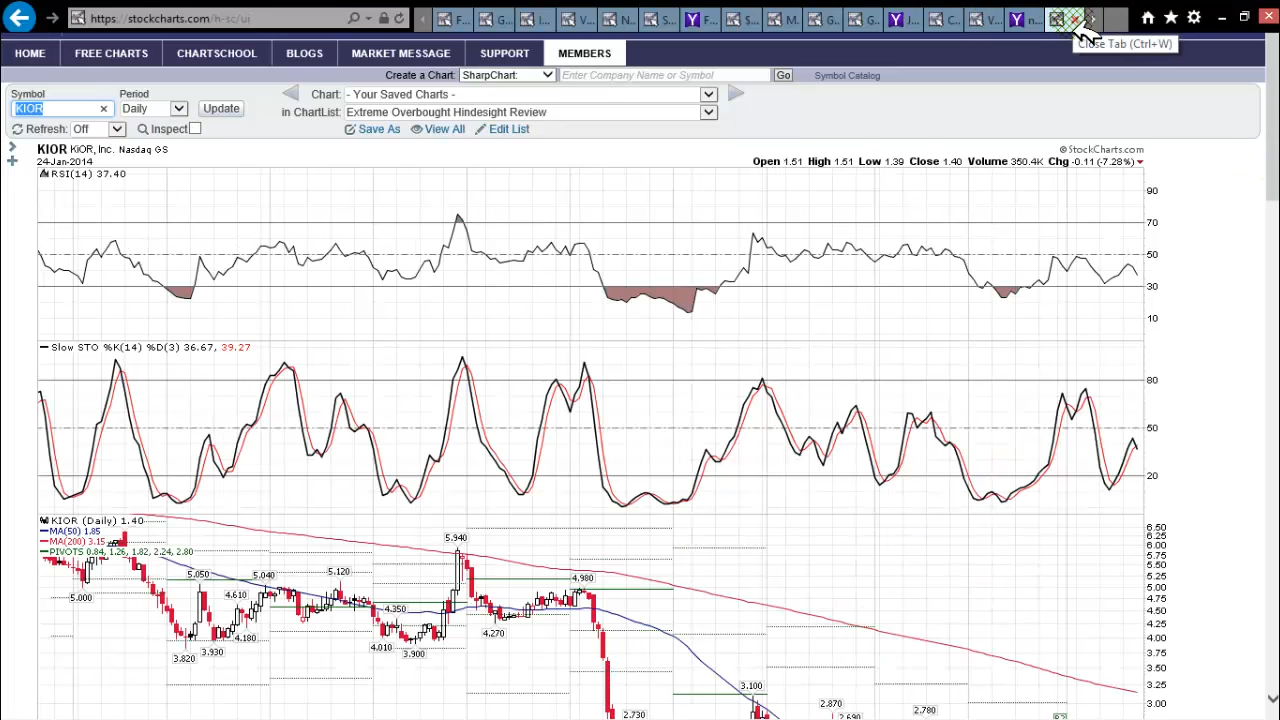 https://stockcharts.com/h-sc/ui
F...
G...
I...
V...
N...
S...
F...
$...
M...
G...
G...
J...
C...
V...
n...
Close Tab (Ctrl+W)
HOME
FREE CHARTS
CHARTSCHOOL
BLOGS
MARKET MESSAGE
SUPPORT
MEMBERS
Create a Chart: SharpChart: Enter Company Name or Symbol Go Symbol Catalog
Symbol Period
KIOR × Daily Update
Chart: - Your Saved Charts -
in ChartList: Extreme Overbought Hindesight Review
Refresh: Off Inspect
Save As View All Edit List
KIOR KiOR, Inc. Nasdaq GS
© StockCharts.com
24-Jan-2014
Open 1.51 High 1.51 Low 1.39 Close 1.40 Volume 350.4K Chg -0.11 (-7.28%)
RSI(14) 37.40
90
70
50
30
10
Slow STO %K(14) %D(3) 36.67, 39.27
80
50
20
KIOR (Daily) 1.40
MA(50) 1.85
MA(200) 3.15
PIVOTS 0.84, 1.26, 1.82, 2.24, 2.80
5.000
3.820
5.050
3.930
4.610
4.180
5.040
5.120
4.010
4.350
3.900
5.940
4.270
4.980
2.730
3.100
2.870
2.690
2.780
6.50
6.25
6.00
5.75
5.50
5.25
5.00
4.75
4.50
4.25
4.00
3.75
3.50
3.25
3.00